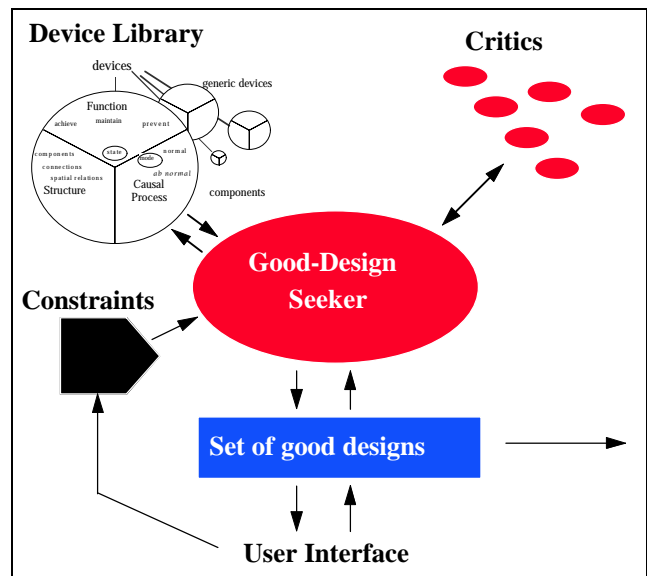 Device Library
Critics
devices
generic devices
Function
achieve
maintain
prevent
state
mode
normal
components
connections
spatial relations
ab normal
Structure
Causal
Process
components
Good-Design
Seeker
Constraints
Set of good designs
User Interface